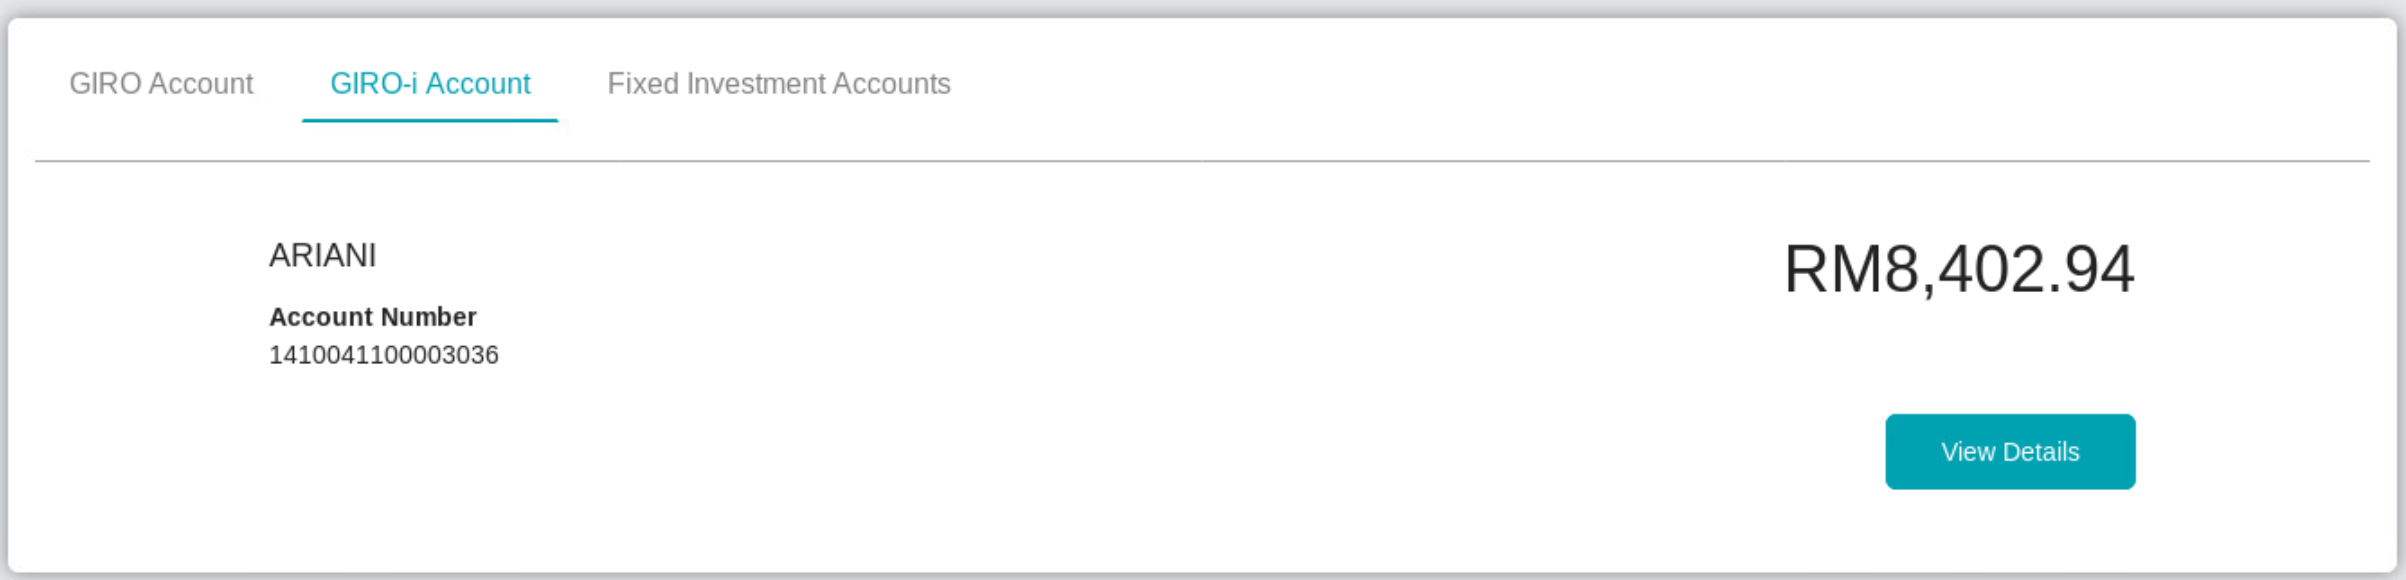 GIRO Account GIRO-i Account Fixed Investment Accounts
ARIANI
RM8,402.94
Account Number
1410041100003036
View Details